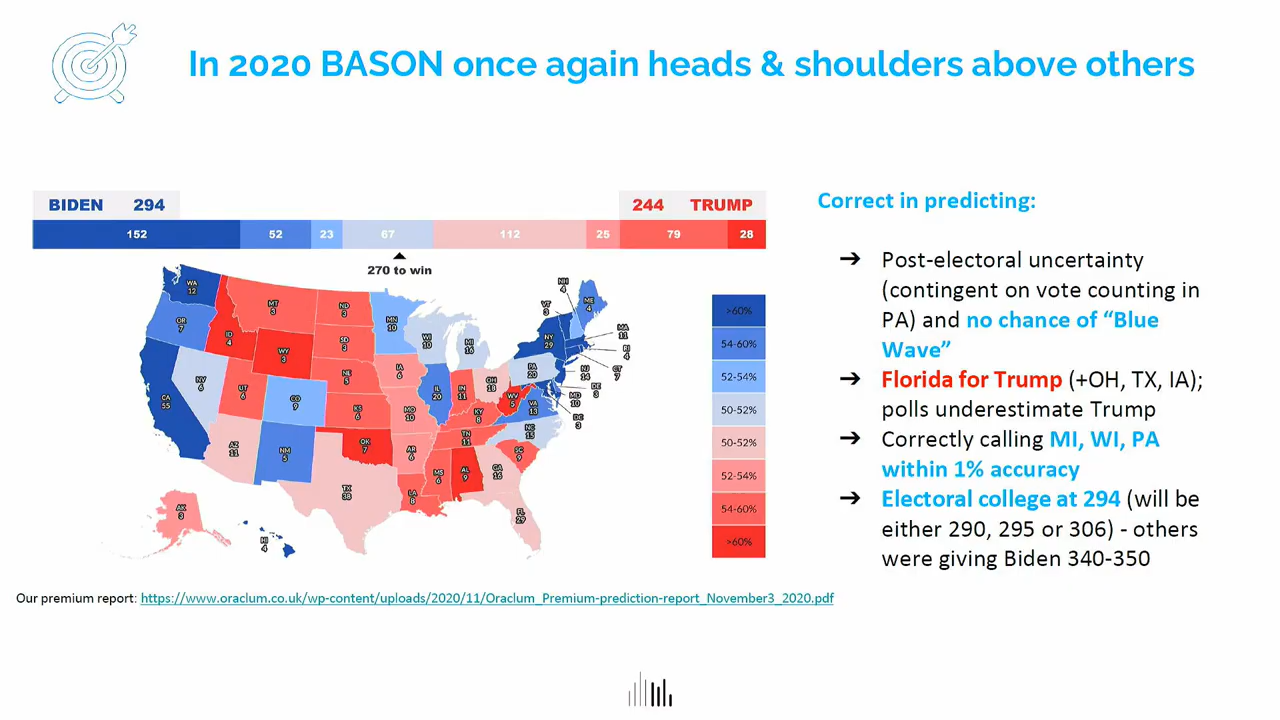 In 2020 BASON once again heads & shoulders above others
BIDEN 294
244 TRUMP
152 52 23 67 112 25 79 28
270 to win
WA
12
OR
7
CA
55
NV
6
ID
4
MT
3
WY
3
UT
6
CO
9
AZ
11
NM
5
ND
3
SD
3
NE
5
KS
6
OK
7
TX
38
MN
10
IA
6
MO
10
AR
6
LA
8
WI
10
IL
20
MI
16
IN
11
OH
18
KY
8
TN
11
MS
6
AL
9
GA
16
FL
29
SC
9
NC
15
VA
13
WV
5
PA
20
NY
29
VT
3
NH
4
ME
4
MA
11
RI
4
CT
7
NJ
14
DE
3
MD
10
DC
3
AK
3
HI
4
>60%
54-60%
52-54%
50-52%
50-52%
52-54%
54-60%
>60%
Correct in predicting:
➔ Post-electoral uncertainty
(contingent on vote counting in
PA) and no chance of “Blue
Wave”
➔ Florida for Trump (+OH, TX, IA);
polls underestimate Trump
➔ Correctly calling MI, WI, PA
within 1% accuracy
➔ Electoral college at 294 (will be
either 290, 295 or 306) - others
were giving Biden 340-350
Our premium report: https://www.oraclum.co.uk/wp-content/uploads/2020/11/Oraclum_Premium-prediction-report_November3_2020.pdf